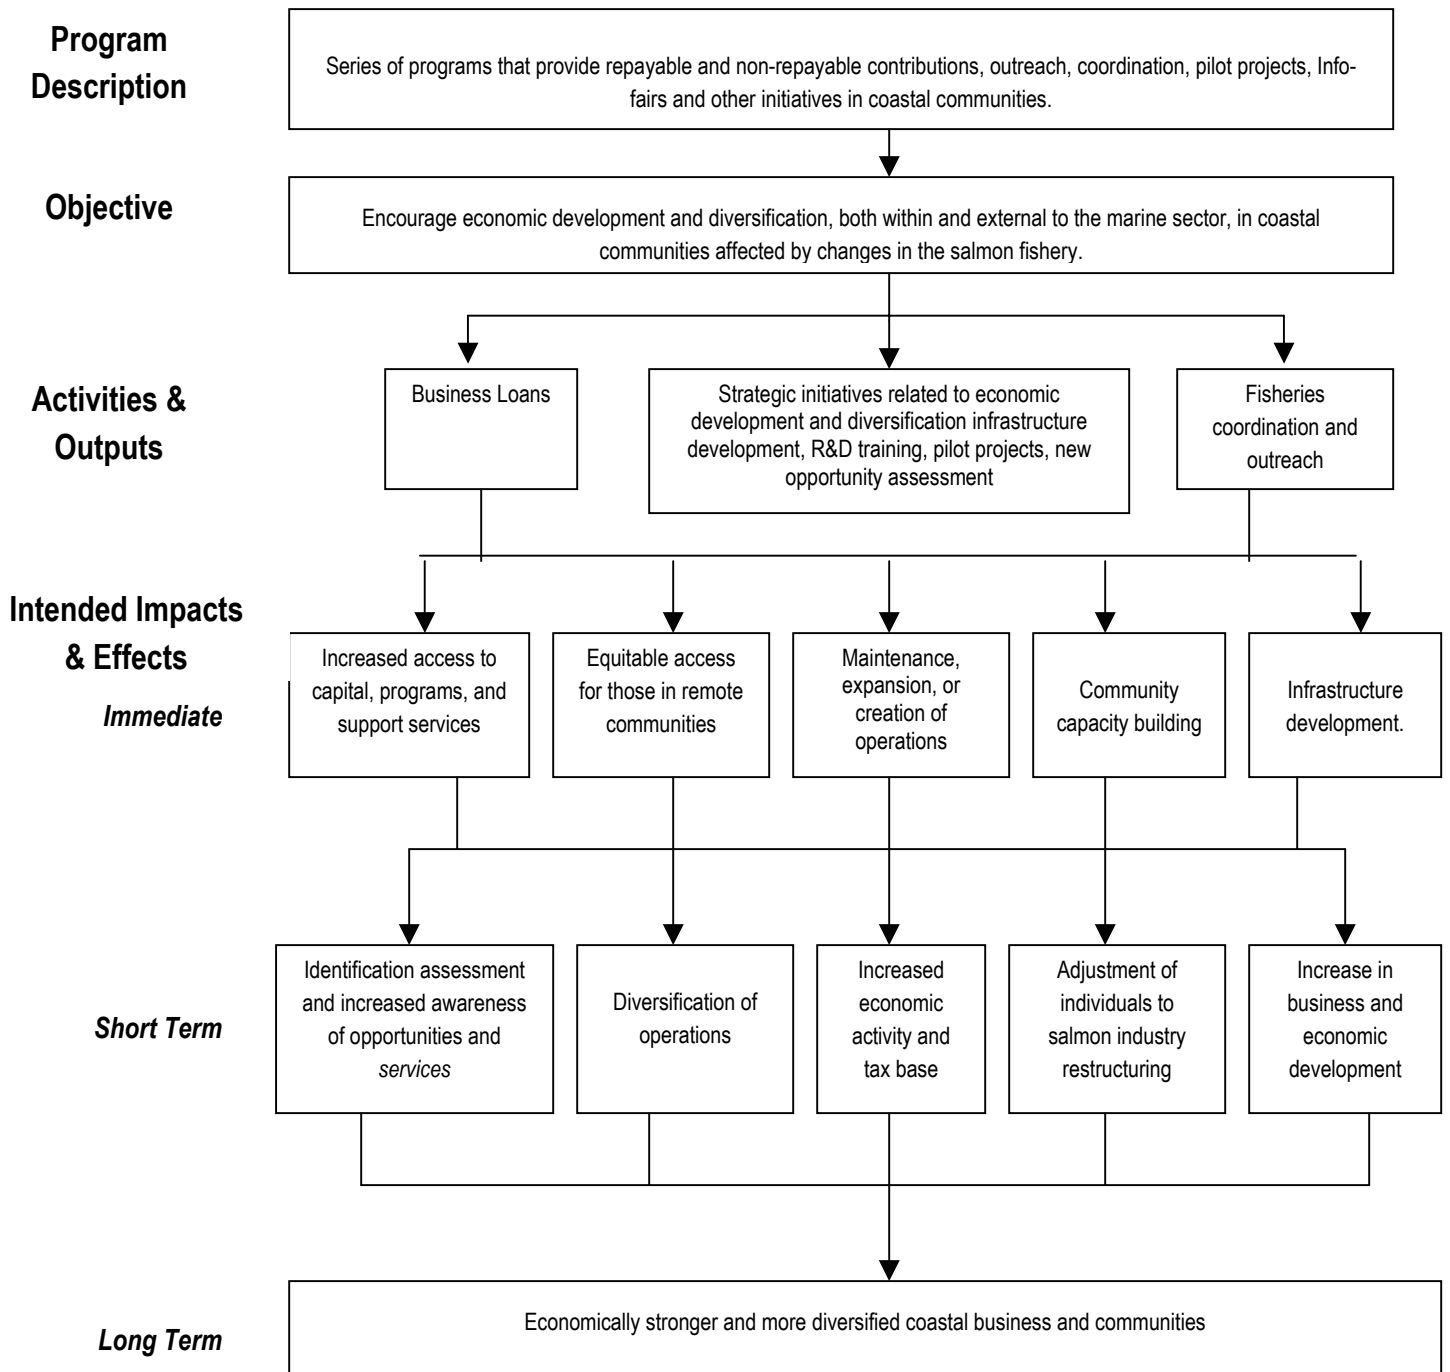 Program
Description
Series of programs that provide repayable and non-repayable contributions, outreach, coordination, pilot projects, Info-
fairs and other initiatives in coastal communities.
Objective
Encourage economic development and diversification, both within and external to the marine sector, in coastal
communities affected by changes in the salmon fishery.
Activities &
Outputs
Business Loans
Strategic initiatives related to economic
development and diversification infrastructure
development, R&D training, pilot projects, new
opportunity assessment
Fisheries
coordination and
outreach
Intended Impacts
& Effects
Immediate
Increased access to
capital, programs, and
support services
Equitable access
for those in remote
communities
Maintenance,
expansion, or
creation of
operations
Community
capacity building
Infrastructure
development.
Short Term
Identification assessment
and increased awareness
of opportunities and
services
Diversification of
operations
Increased
economic
activity and
tax base
Adjustment of
individuals to
salmon industry
restructuring
Increase in
business and
economic
development
Long Term
Economically stronger and more diversified coastal business and communities